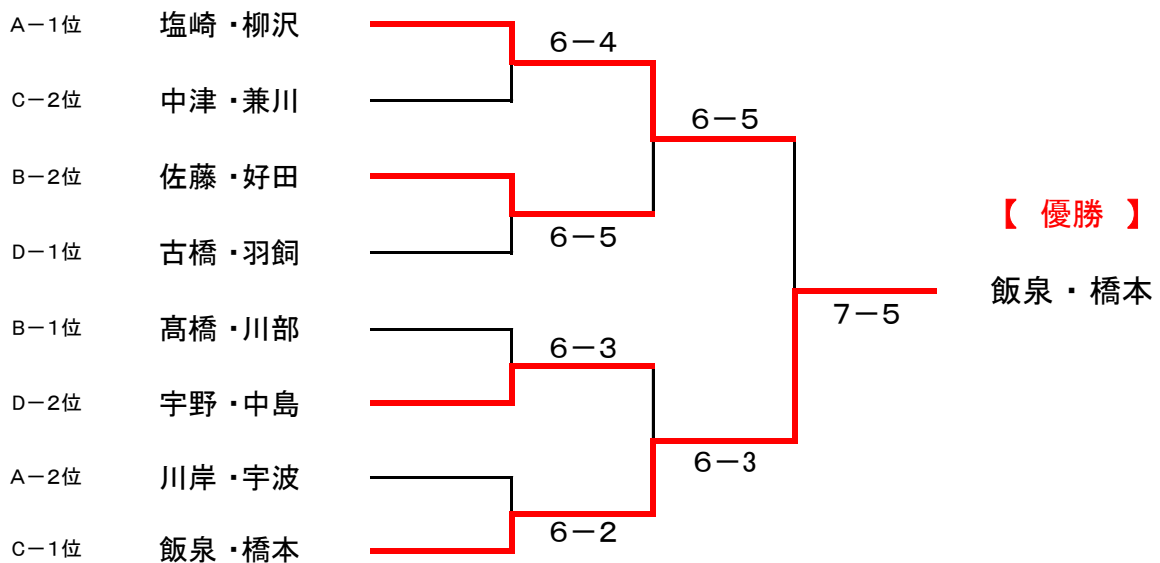 A－1位 塩崎・柳沢
6－4
C－2位 中津・兼川
6－5
B－2位 佐藤・好田
【 優勝 】
6－5
D－1位 古橋・羽飼
飯泉・橋本
7－5
B－1位 髙橋・川部
6－3
D－2位 宇野・中島
6－3
A－2位 川岸・宇波
6－2
C－1位 飯泉・橋本